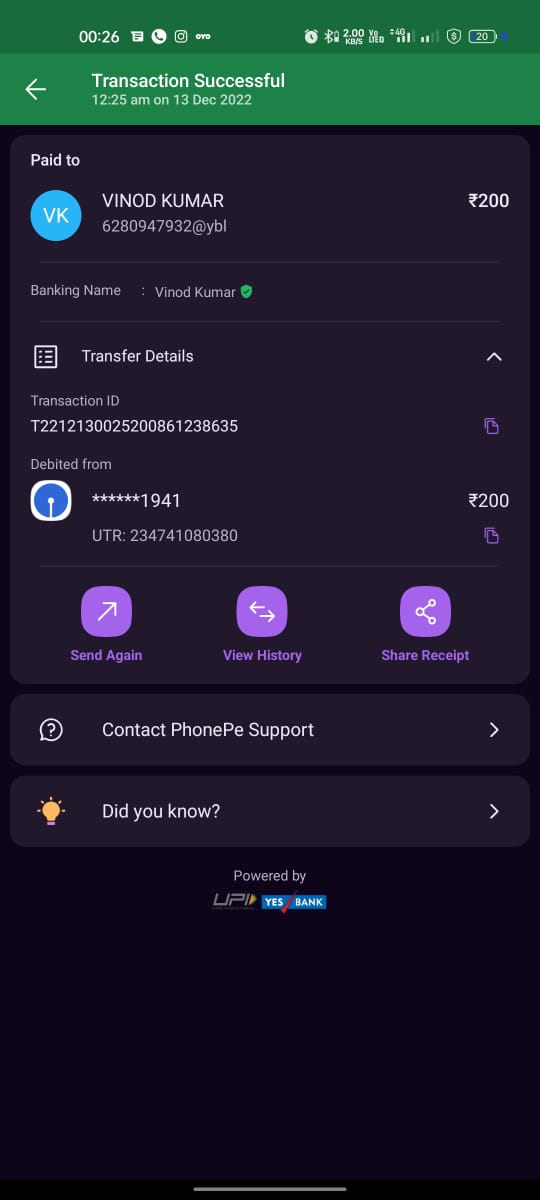 00:26
OYO
2.00 KB/S
Vo LTED
4G
20
Transaction Successful
12:25 am on 13 Dec 2022
Paid to
VK
VINOD KUMAR
₹200
6280947932@ybl
Banking Name : Vinod Kumar
Transfer Details
Transaction ID
T2212130025200861238635
Debited from
******1941
₹200
UTR: 234741080380
Send Again
View History
Share Receipt
Contact PhonePe Support
Did you know?
Powered by
UPI
YES BANK